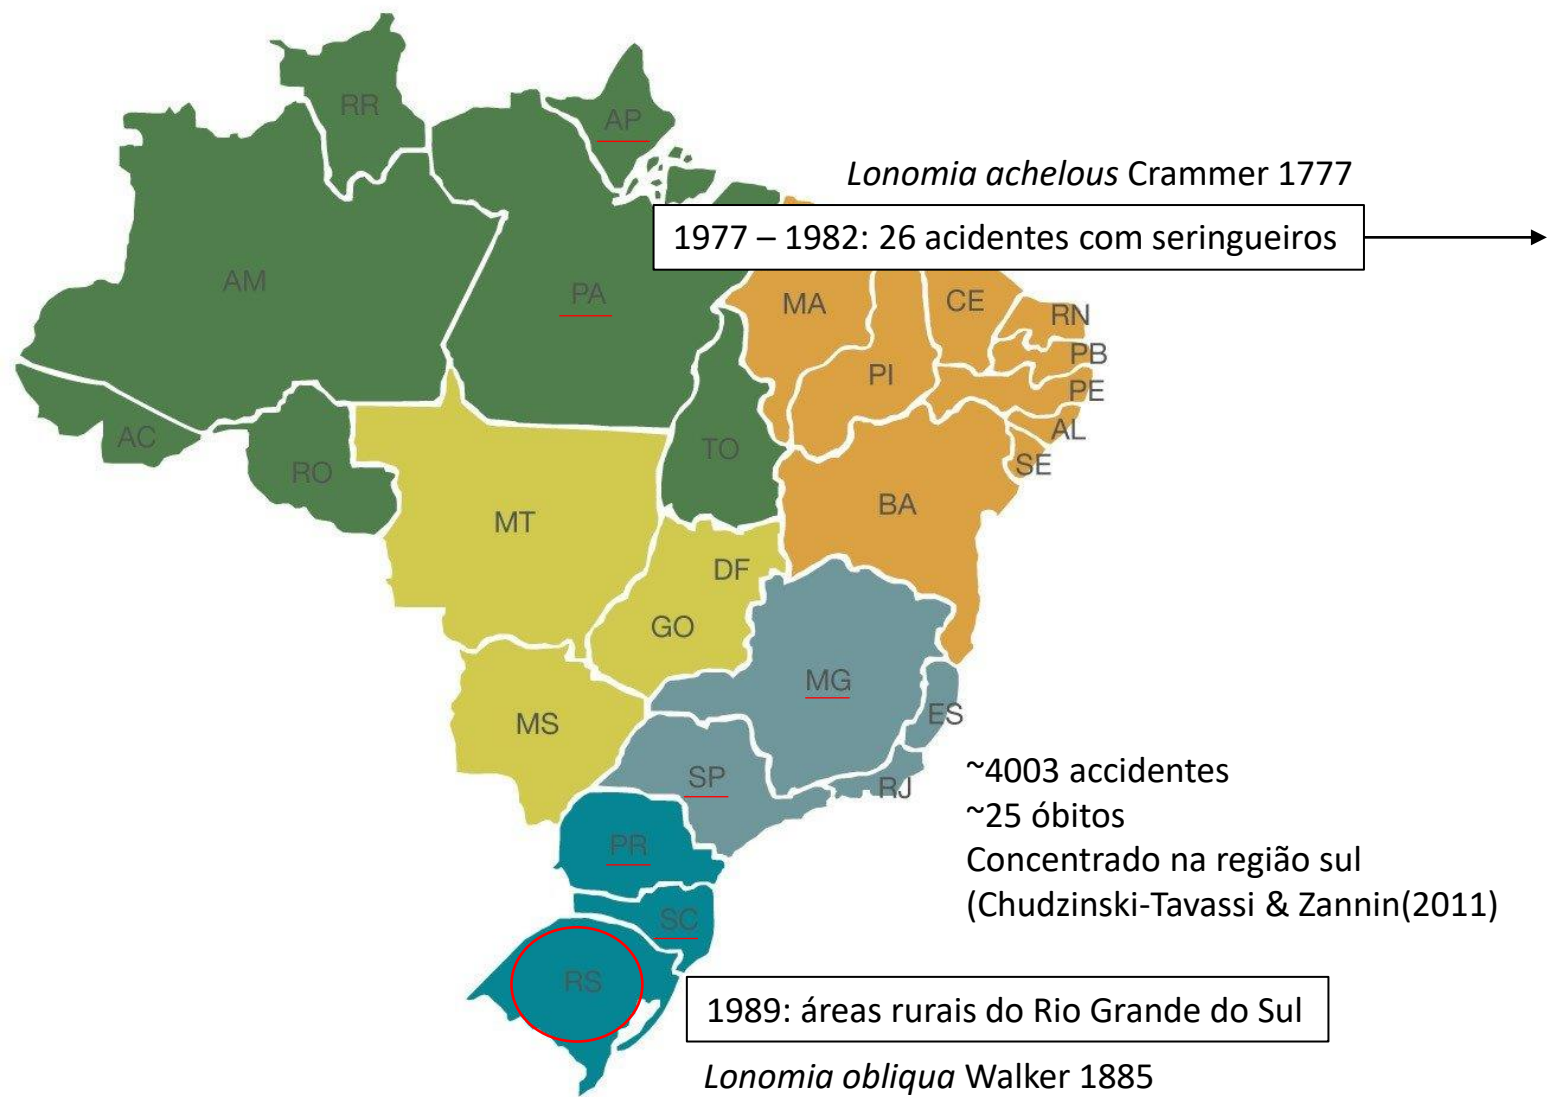 RR
AP
Lonomia achelous Crammer 1777
1977 – 1982: 26 acidentes com seringueiros
AM
PA
MA
PI
CE
RN
PB
PE
AL
SE
AC
RO
TO
BA
MT
DF
GO
MG
ES
MS
SP
RJ
~4003 accidentes
~25 óbitos
Concentrado na região sul
(Chudzinski-Tavassi & Zannin(2011)
PR
SC
RS
1989: áreas rurais do Rio Grande do Sul
Lonomia obliqua Walker 1885